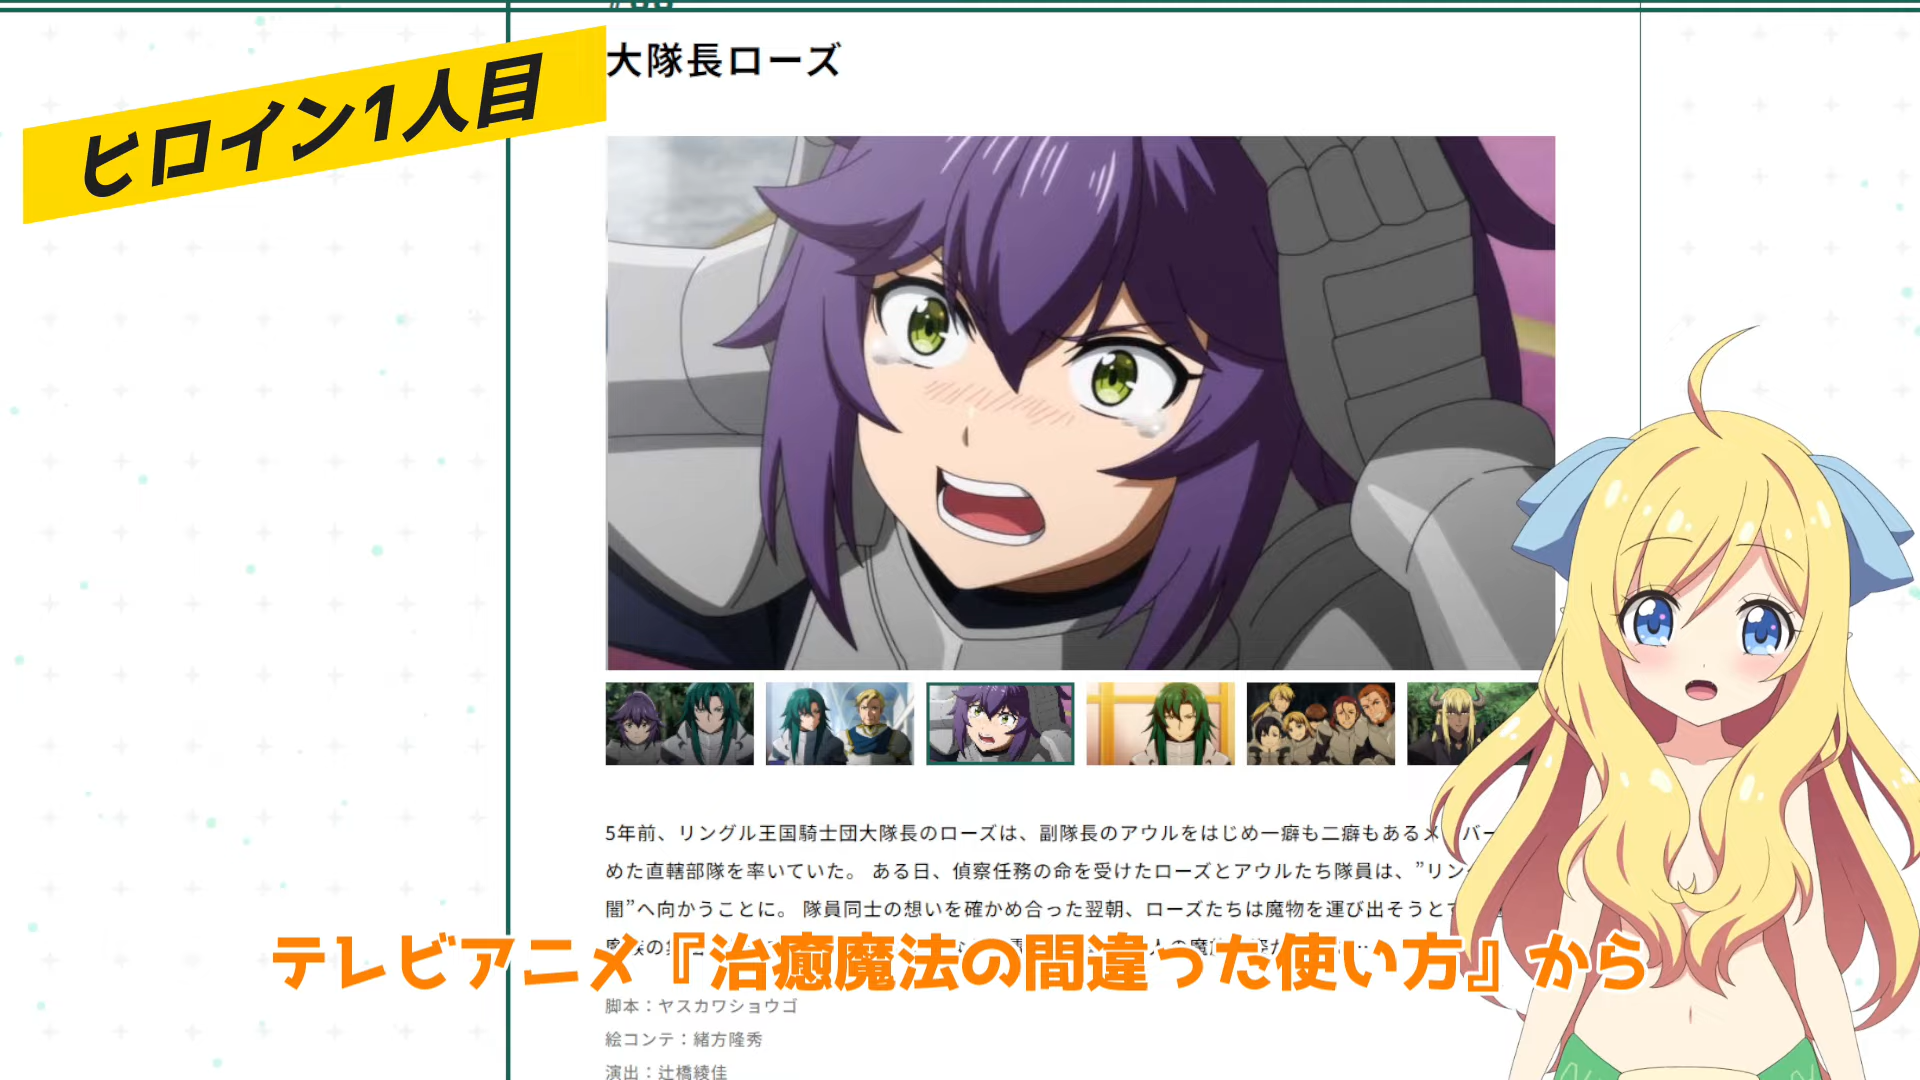 ヒロイン1人目
大隊長ローズ
5年前、リングル王国騎士団大隊長のローズは、副隊長のアウルをはじめ一癖も二癖もあるメンバー
めた直轄部隊を率いていた。 ある日、偵察任務の命を受けたローズとアウルたち隊員は、”リン
闇”へ向かうことに。 隊員同士の想いを確かめ合った翌朝、ローズたちは魔物を運び出そうと
テレビアニメ『治癒魔法の間違った使い方』から
脚本：ヤスカワショウゴ
絵コンテ：緒方隆秀
演出：辻橋綾佳